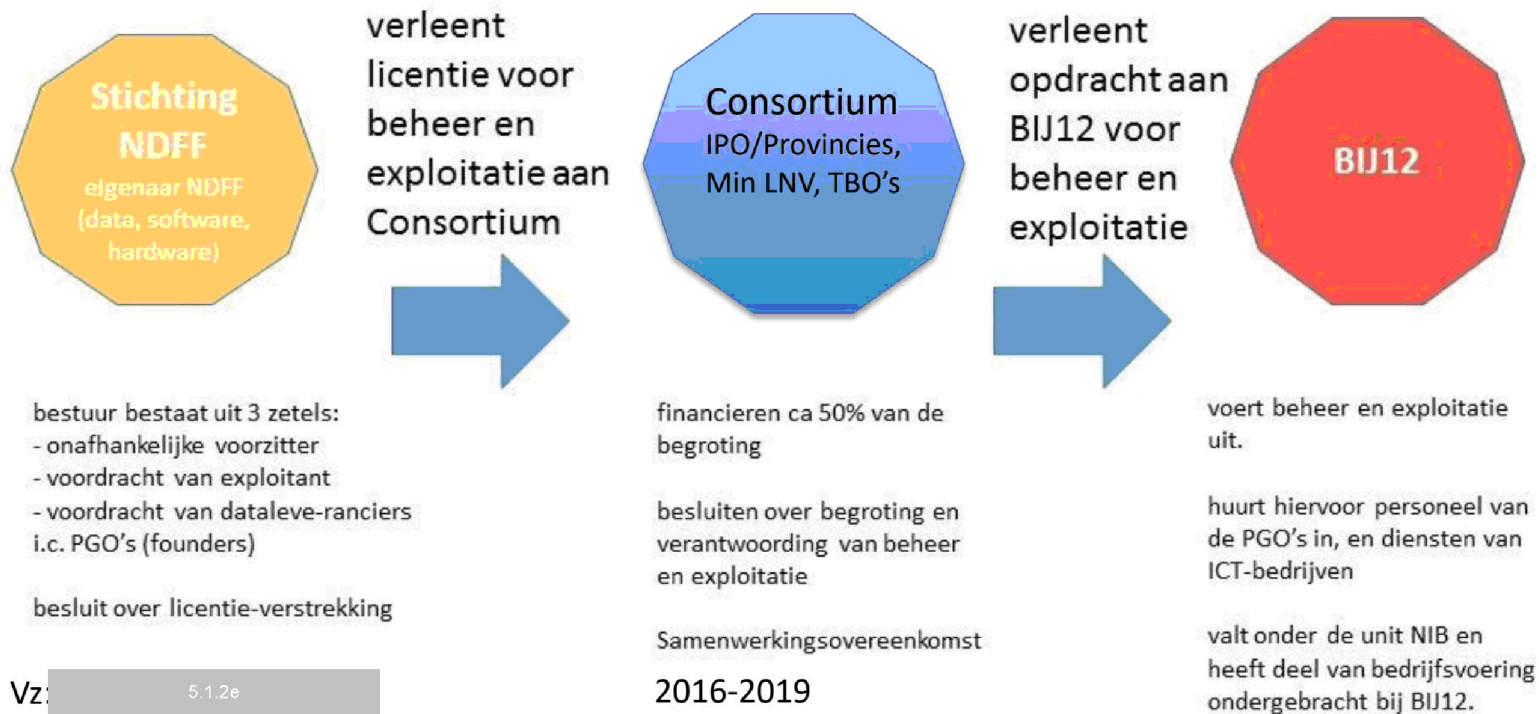 Stichting
NDFF
eigenaar NDFF
(data, software,
hardware)
verleent
licentie voor
beheer en
exploitatie aan
Consortium
Consortium
IPO/Provincies,
Min LNV, TBO's
verleent
opdracht aan
BIJ12 voor
beheer en
exploitatie
BIJ12
bestuur bestaat uit 3 zetels:
- onafhankelijke voorzitter
- voordracht van exploitant
- voordracht van dataleve-ranciers
i.c. PGO's (founders)
besluit over licentie-verstrekking
Vz:
5.1.2e
financieren ca 50% van de
begroting
besluiten over begroting en
verantwoording van beheer
en exploitatie
Samenwerkingsovereenkomst
2016-2019
voert beheer en exploitatie
uit.
huurt hiervoor personeel van
de PGO's in, en diensten van
ICT-bedrijven
valt onder de unit NIB en
heeft deel van bedrijfsvoering
ondergebracht bij BIJ12.